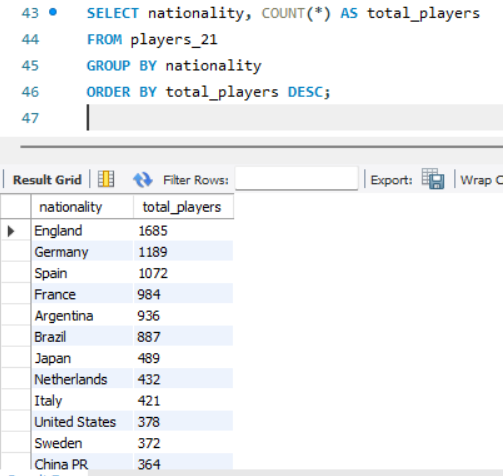 43 SELECT nationality, COUNT(*) AS total_players
44 FROM players_21
45 GROUP BY nationality
46 ORDER BY total_players DESC;
47
Result Grid Filter Rows: Export: Wrap C
nationality total_players
England 1685
Germany 1189
Spain 1072
France 984
Argentina 936
Brazil 887
Japan 489
Netherlands 432
Italy 421
United States 378
Sweden 372
China PR 364